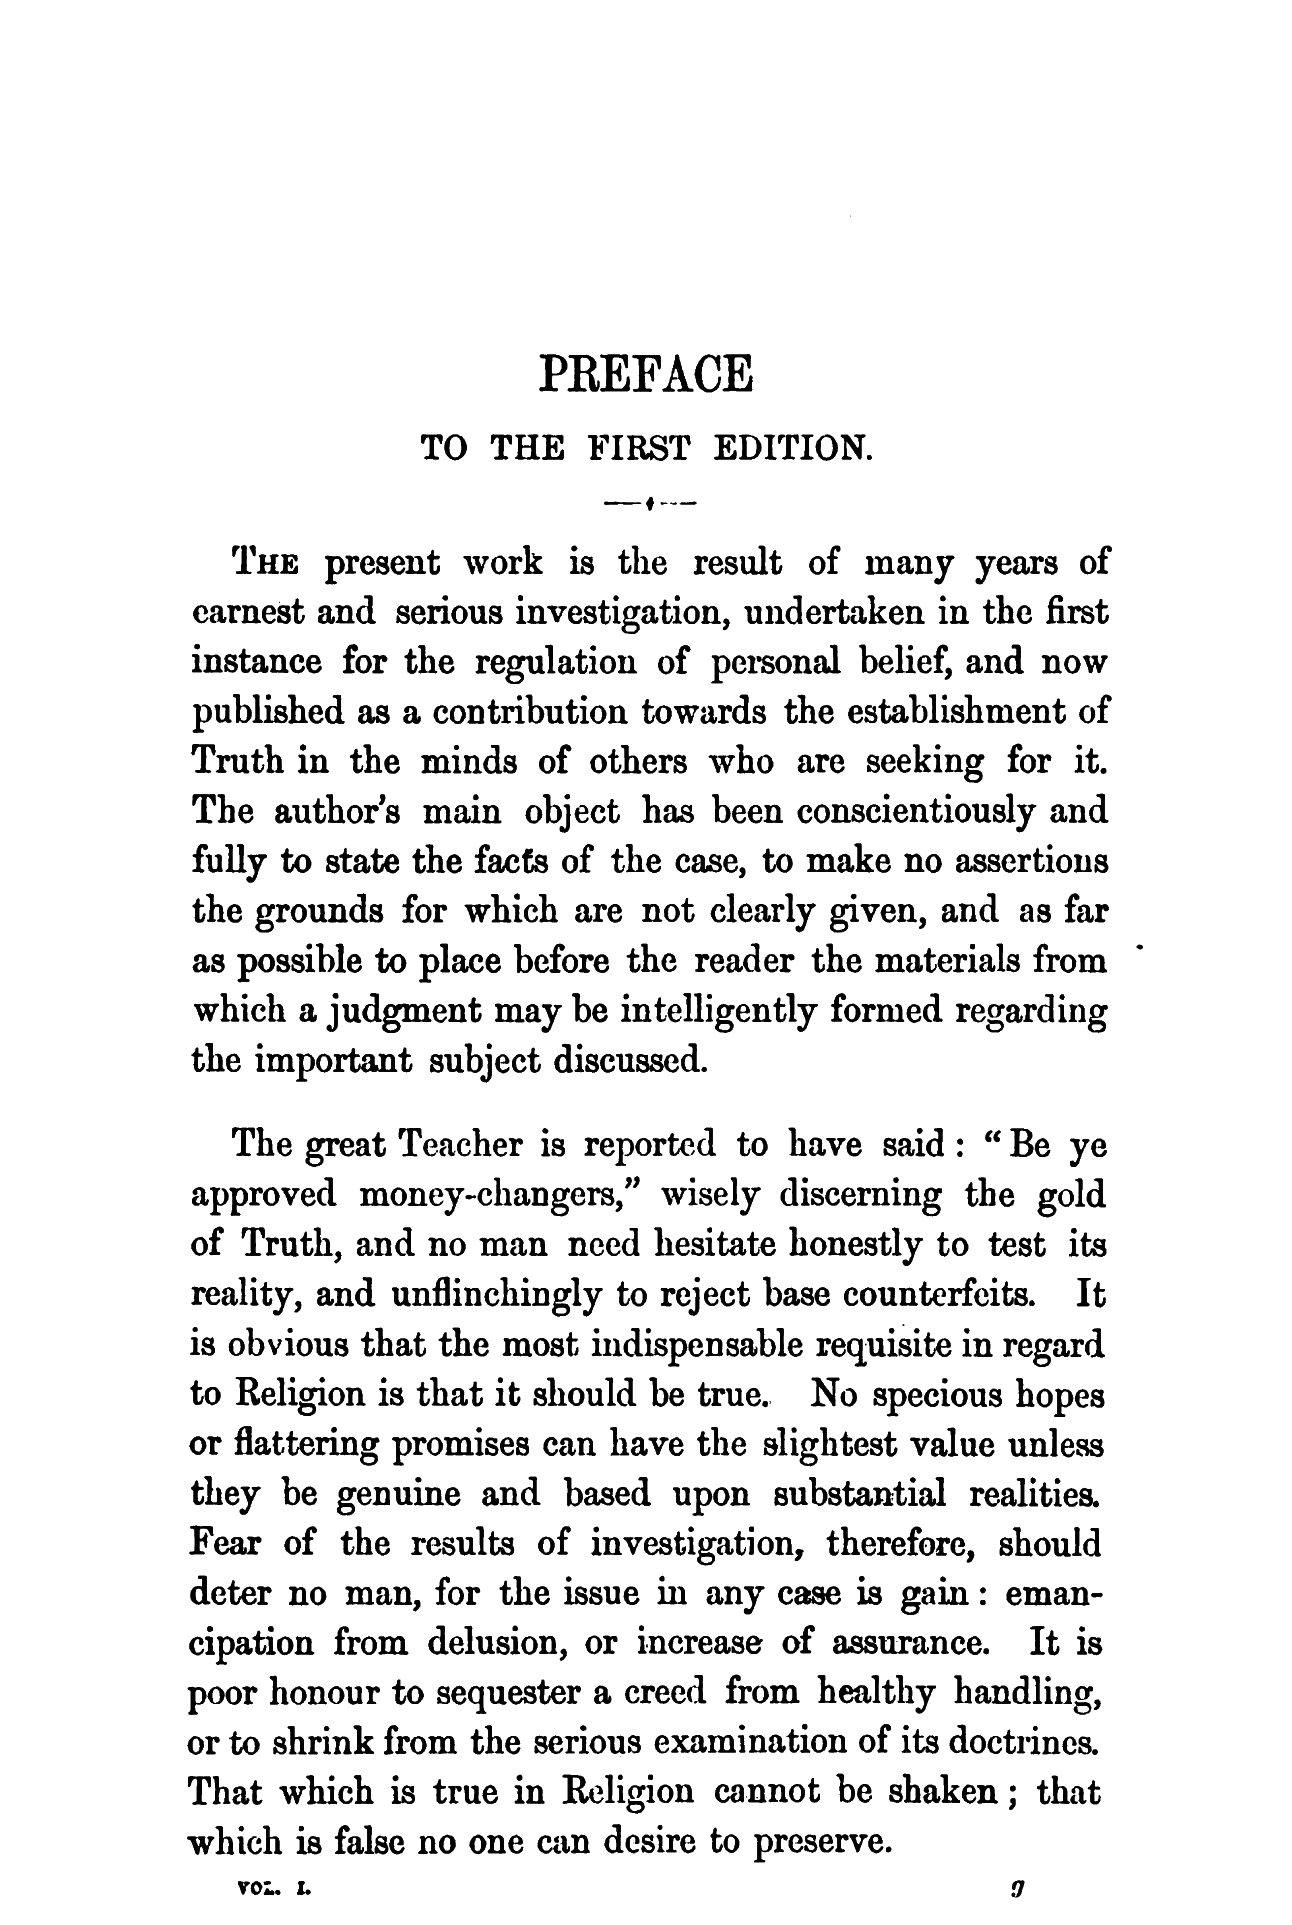 PREFACE
TO THE FIRST EDITION.
THE present work is the result of many years of
earnest and serious investigation, undertaken in the first
instance for the regulation of personal belief, and now
published as a contribution towards the establishment of
Truth in the minds of others who are seeking for it.
The author's main object has been conscientiously and
fully to state the facts of the case, to make no assertions
the grounds for which are not clearly given, and as far
as possible to place before the reader the materials from
which a judgment may be intelligently formed regarding
the important subject discussed.
The great Teacher is reported to have said : “ Be ye
approved money-changers,” wisely discerning the gold
of Truth, and no man need hesitate honestly to test its
reality, and unflinchingly to reject base counterfeits. It
is obvious that the most indispensable requisite in regard
to Religion is that it should be true. No specious hopes
or flattering promises can have the slightest value unless
they be genuine and based upon substantial realities.
Fear of the results of investigation, therefore, should
deter no man, for the issue in any case is gain : eman-
cipation from delusion, or increase of assurance. It is
poor honour to sequester a creed from healthy handling,
or to shrink from the serious examination of its doctrines.
That which is true in Religion cannot be shaken ; that
which is false no one can desire to preserve.
VOL. I. g